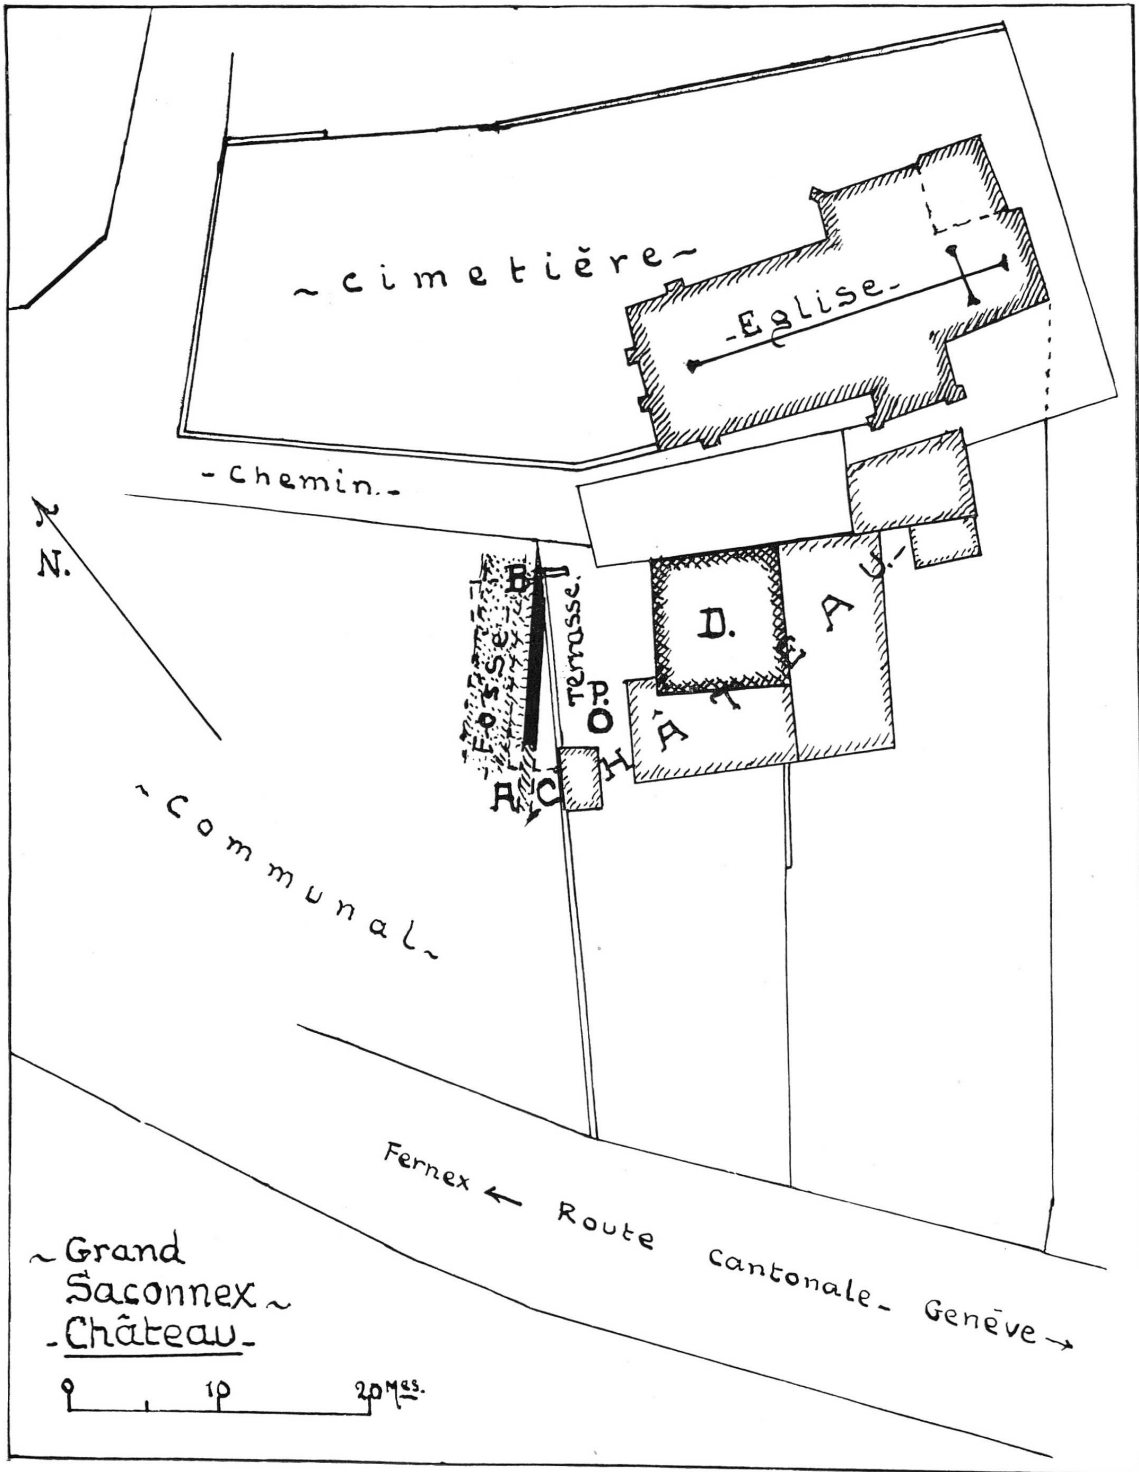 ~ cimetière ~
- Eglise. -
- Chemin. -
N.
B
Terrasse.
Fossé
D.
P.
O
CHÂTEAU. -
A
C
~ Communal ~
Fernex ← Route Cantonale - Genève →
~ Grand
Saconnex ~
- Château -
0 10 20 Mes.